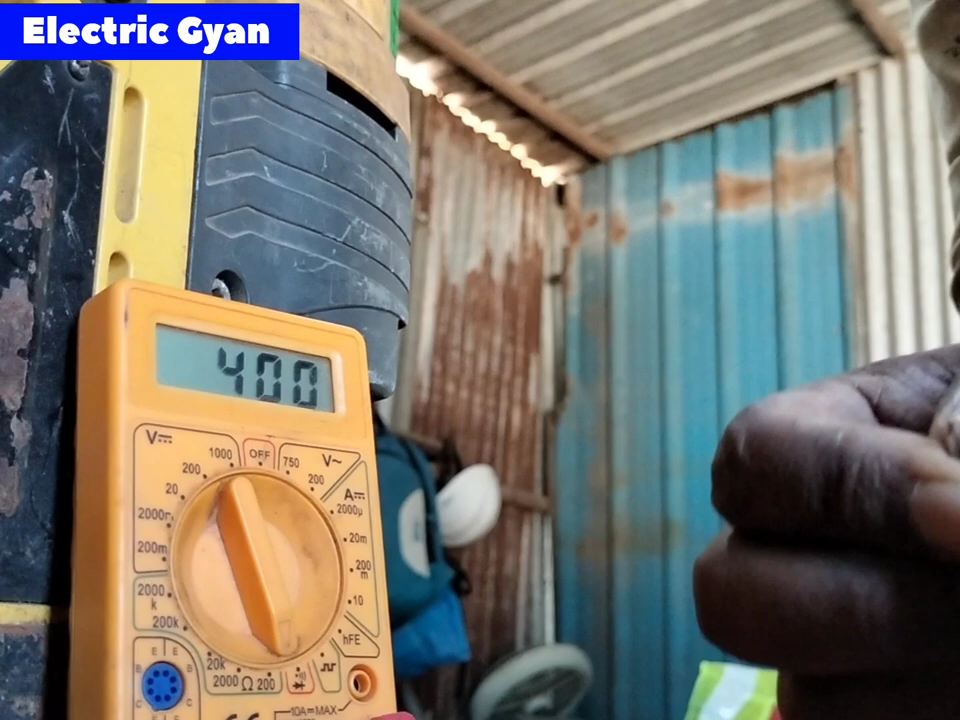 Electric Gyan
400
V⎓
OFF
750
V~
1000
200
200
20
A⎓
2000µ
2000m
20m
200m
200
m
2000
k
10
200k
hFE
20k
2000
Ω
200
E
E
B
B
C
C
E
E
10A⎓MAX
CE